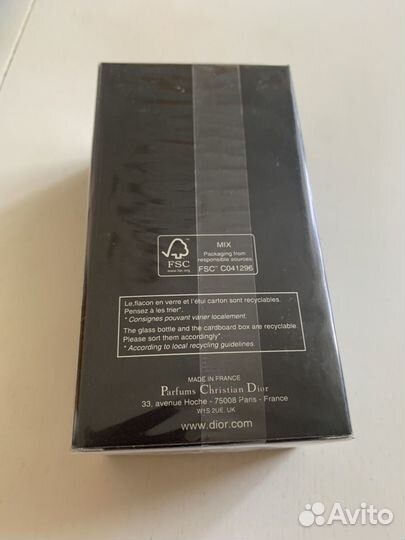 FSC
www.fsc.org
MIX
Packaging from
responsible sources
FSC™ C041296
Le flacon en verre et l'étui carton sont recyclables.
Pensez à les trier*.
* Consignes pouvant varier localement.
The glass bottle and the cardboard box are recyclable.
Please sort them accordingly*.
* According to local recycling guidelines.
MADE IN FRANCE
Parfums Christian Dior
33, avenue Hoche - 75008 Paris - France
W1S 2UE, UK
www.dior.com
Avito